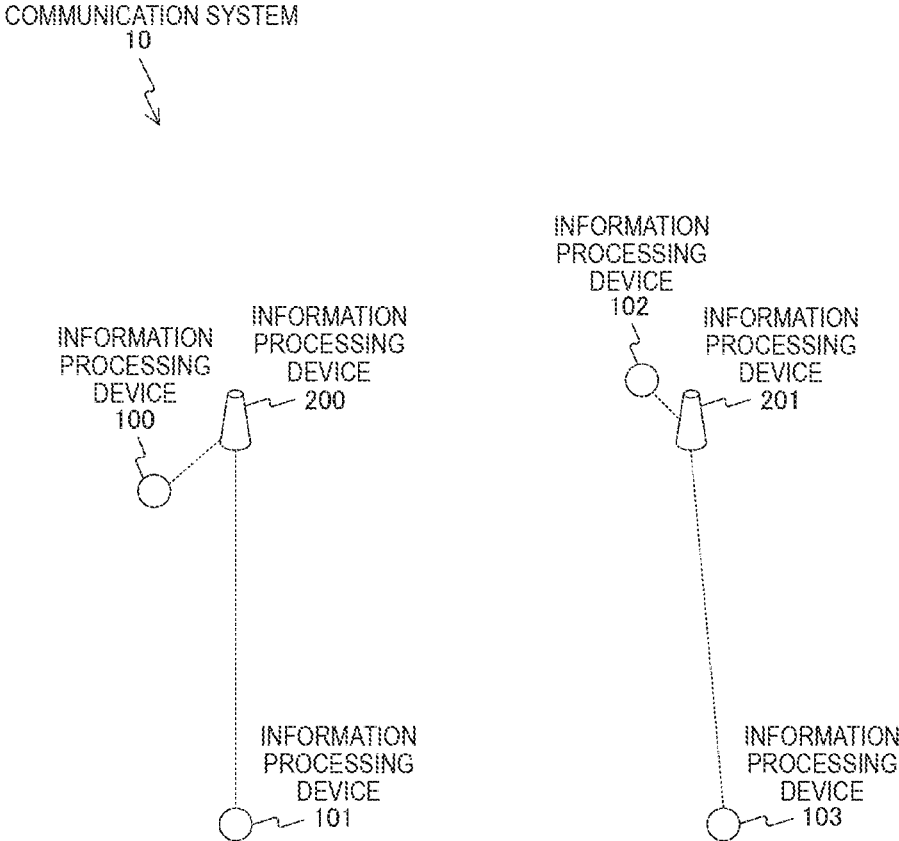 COMMUNICATION SYSTEM
10
INFORMATION
PROCESSING
DEVICE
102
INFORMATION
PROCESSING
DEVICE
200
INFORMATION
PROCESSING
DEVICE
201
INFORMATION
PROCESSING
DEVICE
100
INFORMATION
PROCESSING
DEVICE
101
INFORMATION
PROCESSING
DEVICE
103